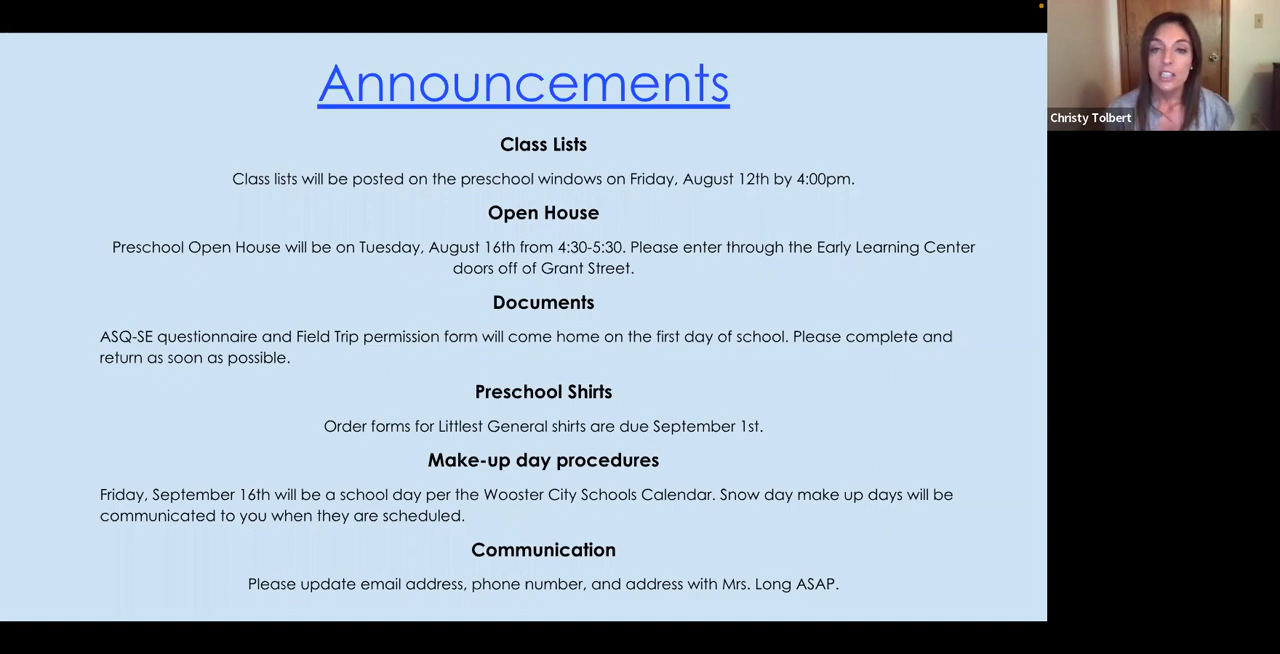 Announcements
Class Lists
Class lists will be posted on the preschool windows on Friday, August 12th by 4:00pm.
Open House
Preschool Open House will be on Tuesday, August 16th from 4:30-5:30. Please enter through the Early Learning Center
doors off of Grant Street.
Documents
ASQ-SE questionnaire and Field Trip permission form will come home on the first day of school. Please complete and
return as soon as possible.
Preschool Shirts
Order forms for Littlest General shirts are due September 1st.
Make-up day procedures
Friday, September 16th will be a school day per the Wooster City Schools Calendar. Snow day make up days will be
communicated to you when they are scheduled.
Communication
Please update email address, phone number, and address with Mrs. Long ASAP.
Christy Tolbert